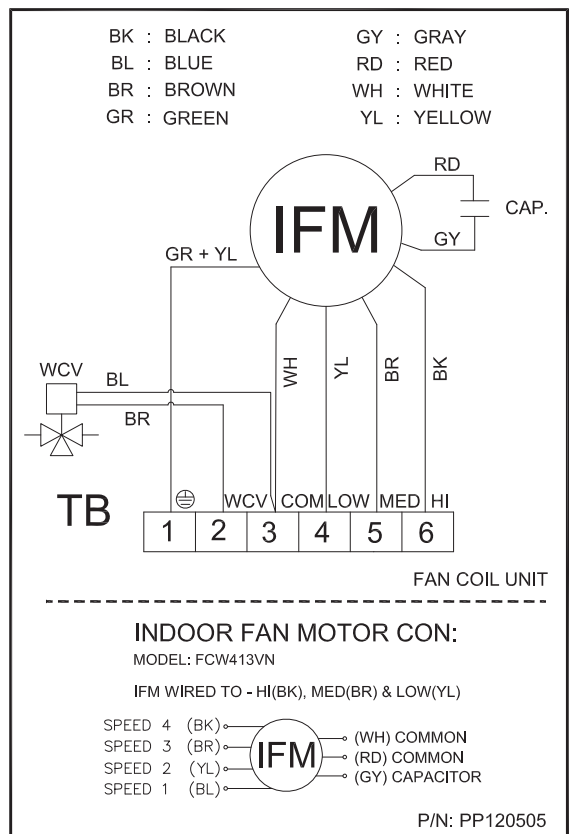 BK : BLACK
BL : BLUE
BR : BROWN
GR : GREEN
GY : GRAY
RD : RED
WH : WHITE
YL : YELLOW
RD
IFM
CAP.
GY
GR + YL
WCV
BL
BR
WH
YL
BR
BK
TB
WCV COM LOW MED HI
1 2 3 4 5 6
FAN COIL UNIT
INDOOR FAN MOTOR CON:
MODEL: FCW413VN
IFM WIRED TO - HI(BK), MED(BR) & LOW(YL)
SPEED 4 (BK)
SPEED 3 (BR)
SPEED 2 (YL)
SPEED 1 (BL)
IFM
(WH) COMMON
(RD) COMMON
(GY) CAPACITOR
P/N: PP120505